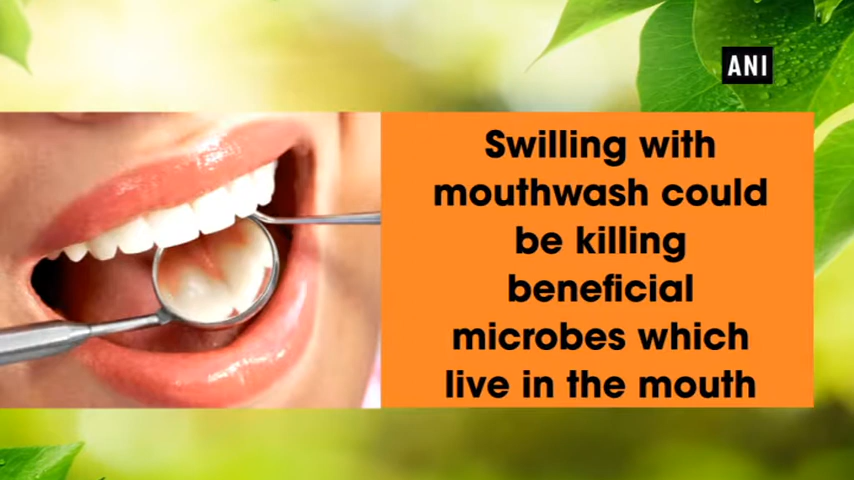 ANI
Swilling with
mouthwash could
be killing
beneficial
microbes which
live in the mouth